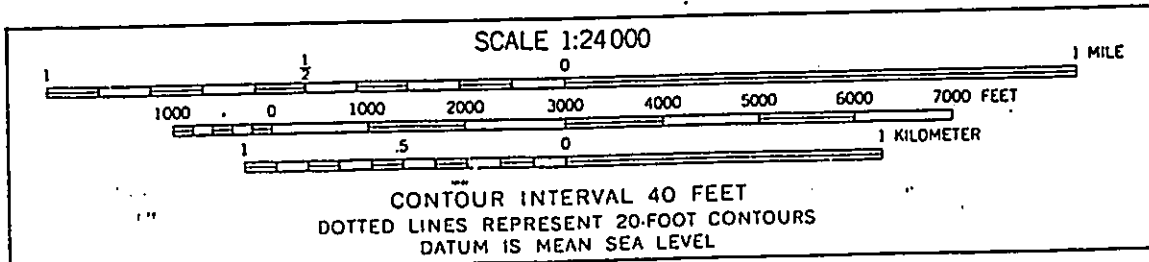 SCALE 1:24 000
1 1/2 0 1 MILE
1000 0 1000 2000 3000 4000 5000 6000 7000 FEET
1 .5 0 1 KILOMETER
CONTOUR INTERVAL 40 FEET
DOTTED LINES REPRESENT 20-FOOT CONTOURS
DATUM IS MEAN SEA LEVEL